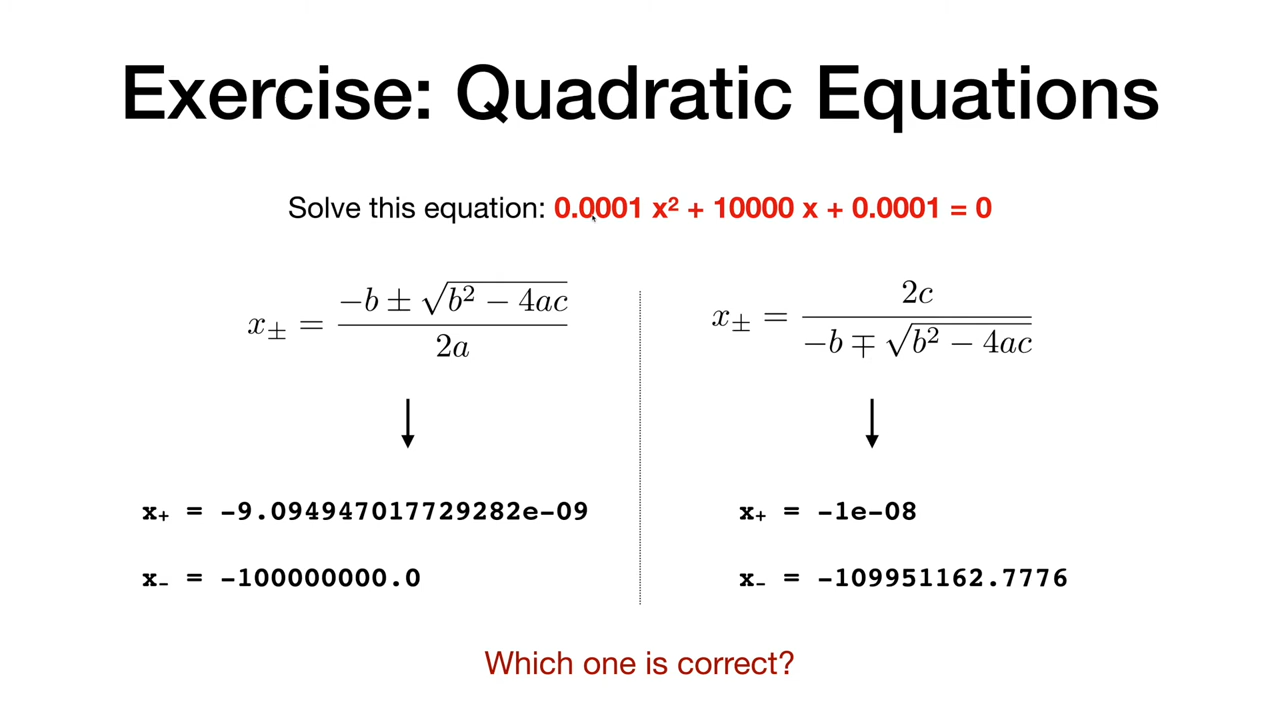 Exercise: Quadratic Equations
Solve this equation: 0.0001 x² + 10000 x + 0.0001 = 0
x± = (−b ± √(b² − 4ac)) / 2a
x± = 2c / (−b ∓ √(b² − 4ac))
x₊ = -9.094947017729282e-09
x₋ = -100000000.0
x₊ = -1e-08
x₋ = -109951162.7776
Which one is correct?